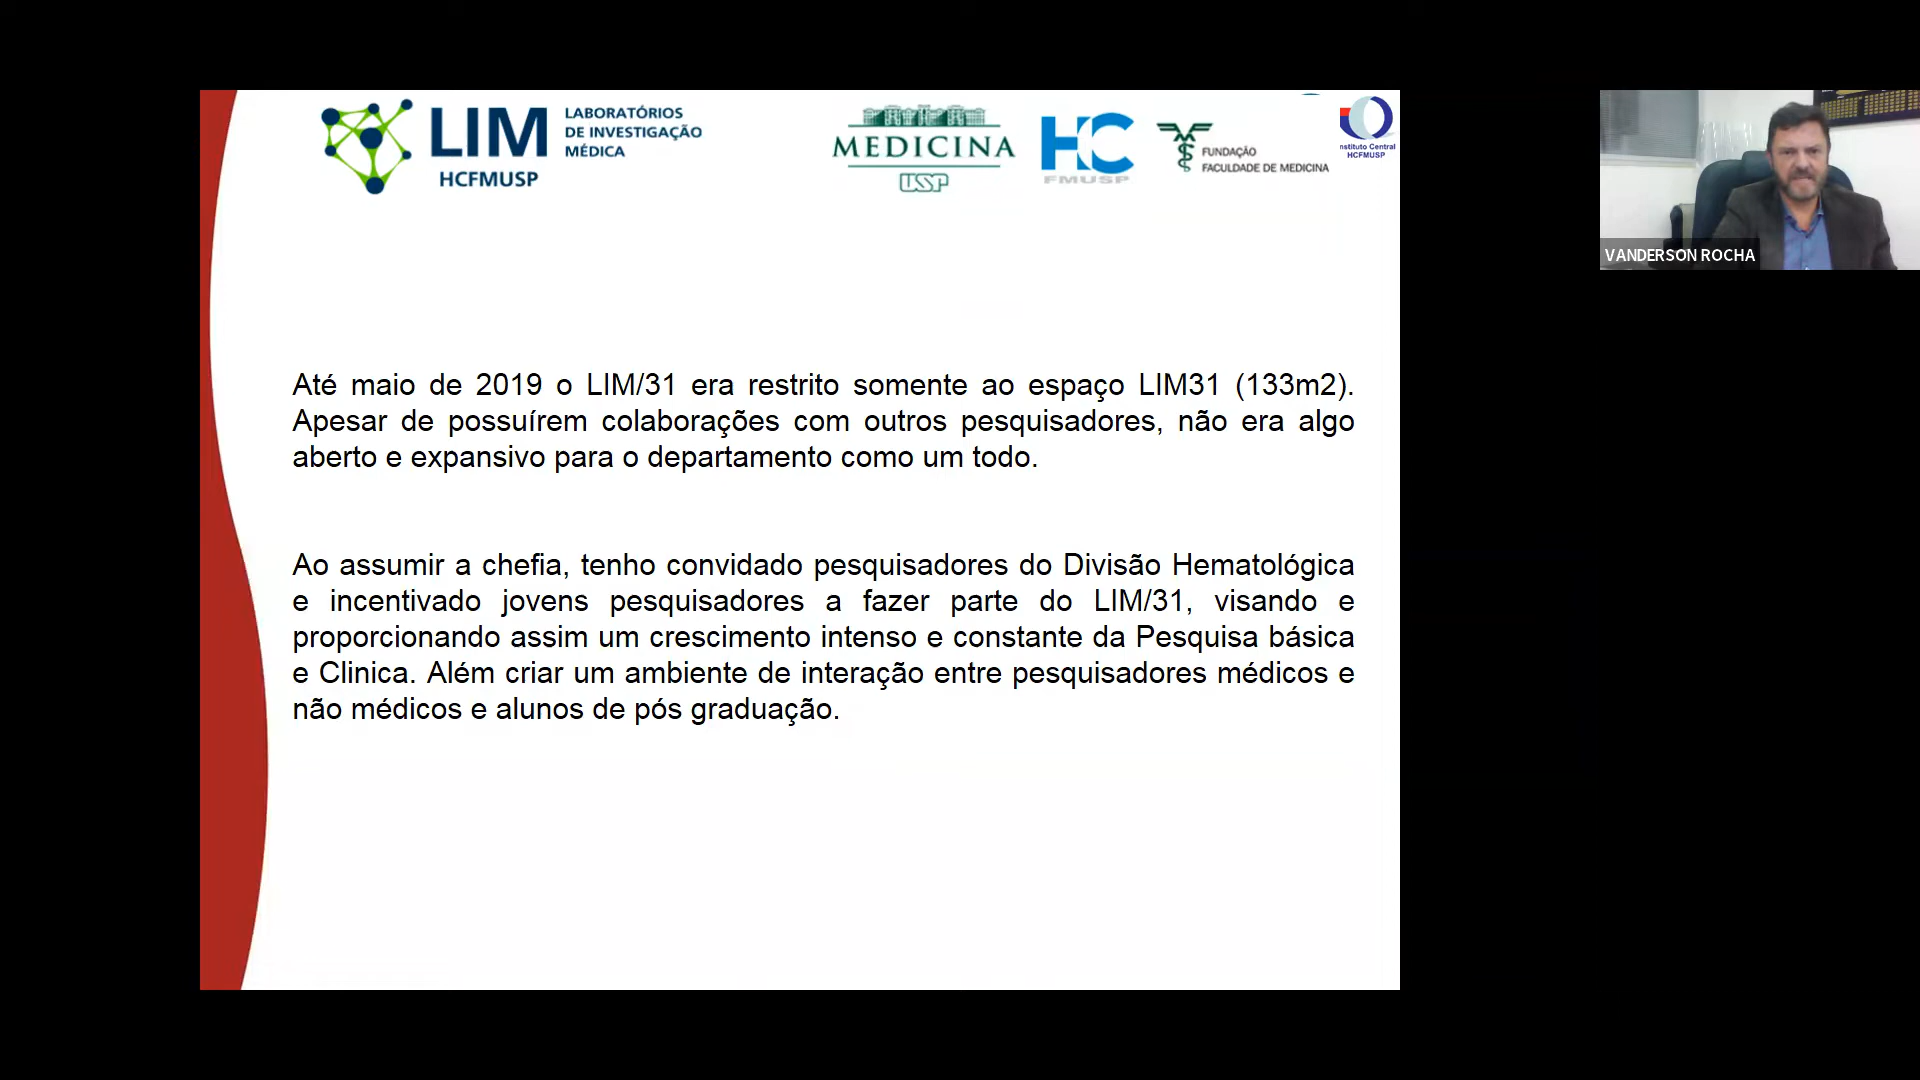 LIM
LABORATÓRIOS
DE INVESTIGAÇÃO
MÉDICA
HCFMUSP
MEDICINA
USP
HC
FMUSP
FUNDAÇÃO
FACULDADE DE MEDICINA
nstituto Central
HCFMUSP
VANDERSON ROCHA
Até maio de 2019 o LIM/31 era restrito somente ao espaço LIM31 (133m2).
Apesar de possuírem colaborações com outros pesquisadores, não era algo
aberto e expansivo para o departamento como um todo.
Ao assumir a chefia, tenho convidado pesquisadores do Divisão Hematológica
e incentivado jovens pesquisadores a fazer parte do LIM/31, visando e
proporcionando assim um crescimento intenso e constante da Pesquisa básica
e Clinica. Além criar um ambiente de interação entre pesquisadores médicos e
não médicos e alunos de pós graduação.